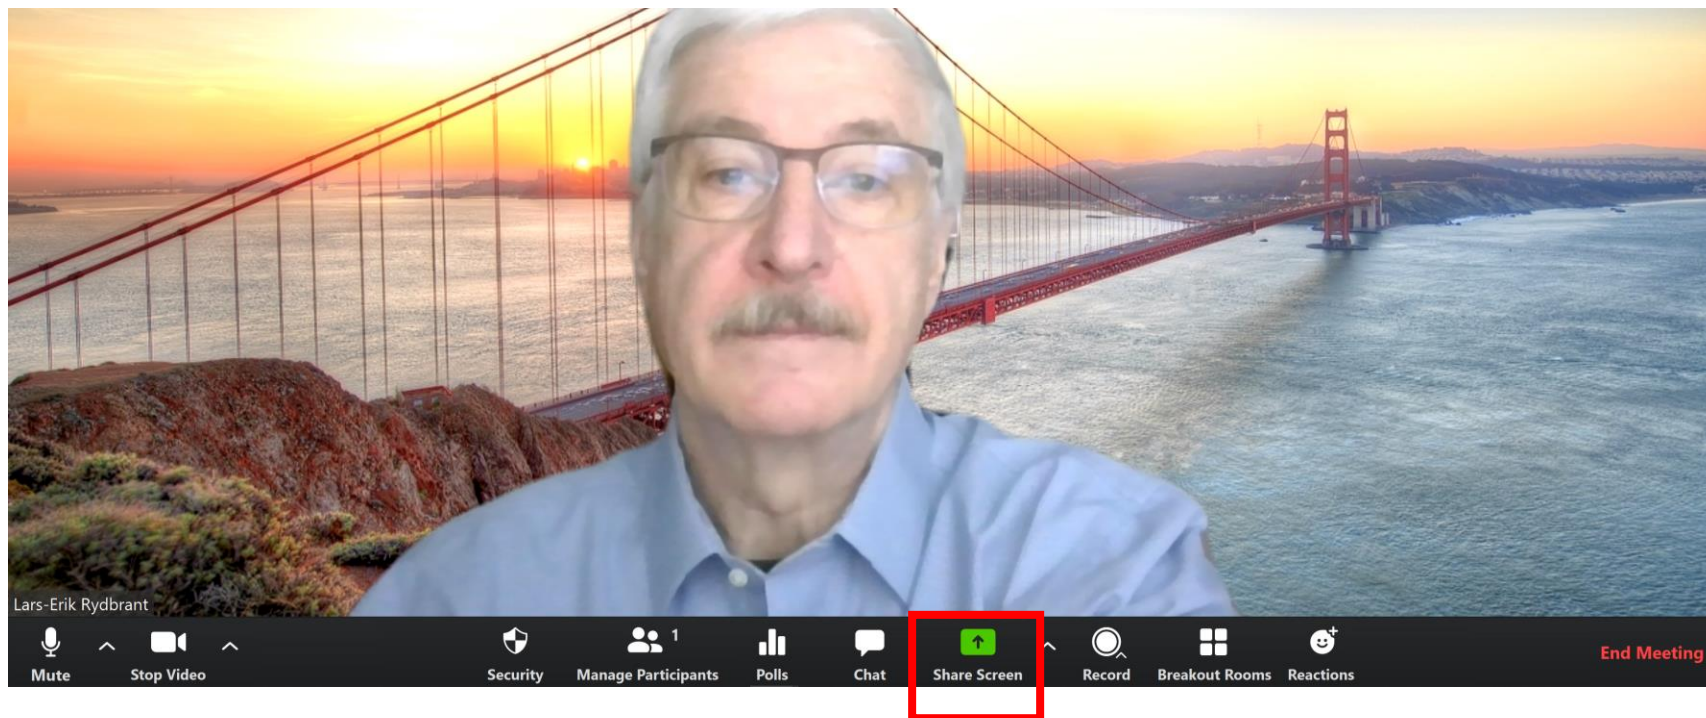 Lars-Erik Rydbrant
1
Mute Stop Video Security Manage Participants Polls Chat Share Screen Record Breakout Rooms Reactions End Meeting